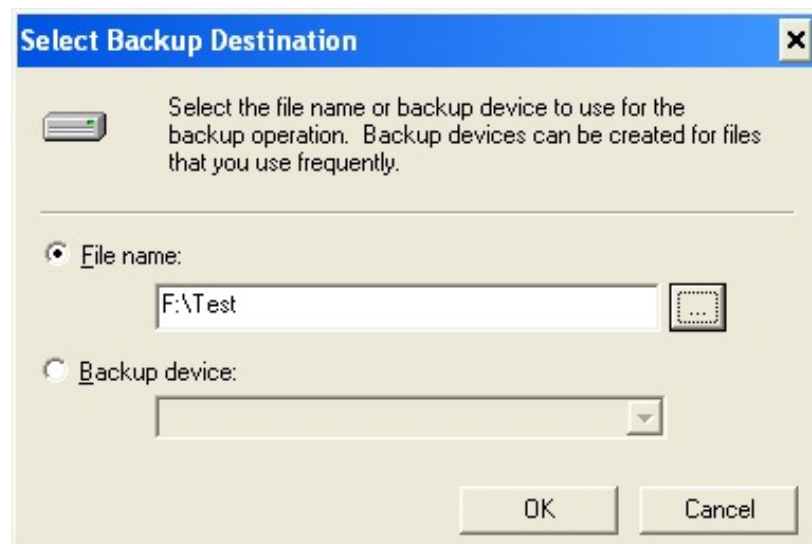 Select Backup Destination
Select the file name or backup device to use for the
backup operation. Backup devices can be created for files
that you use frequently.
File name:
F:\Test
...
Backup device:
OK
Cancel